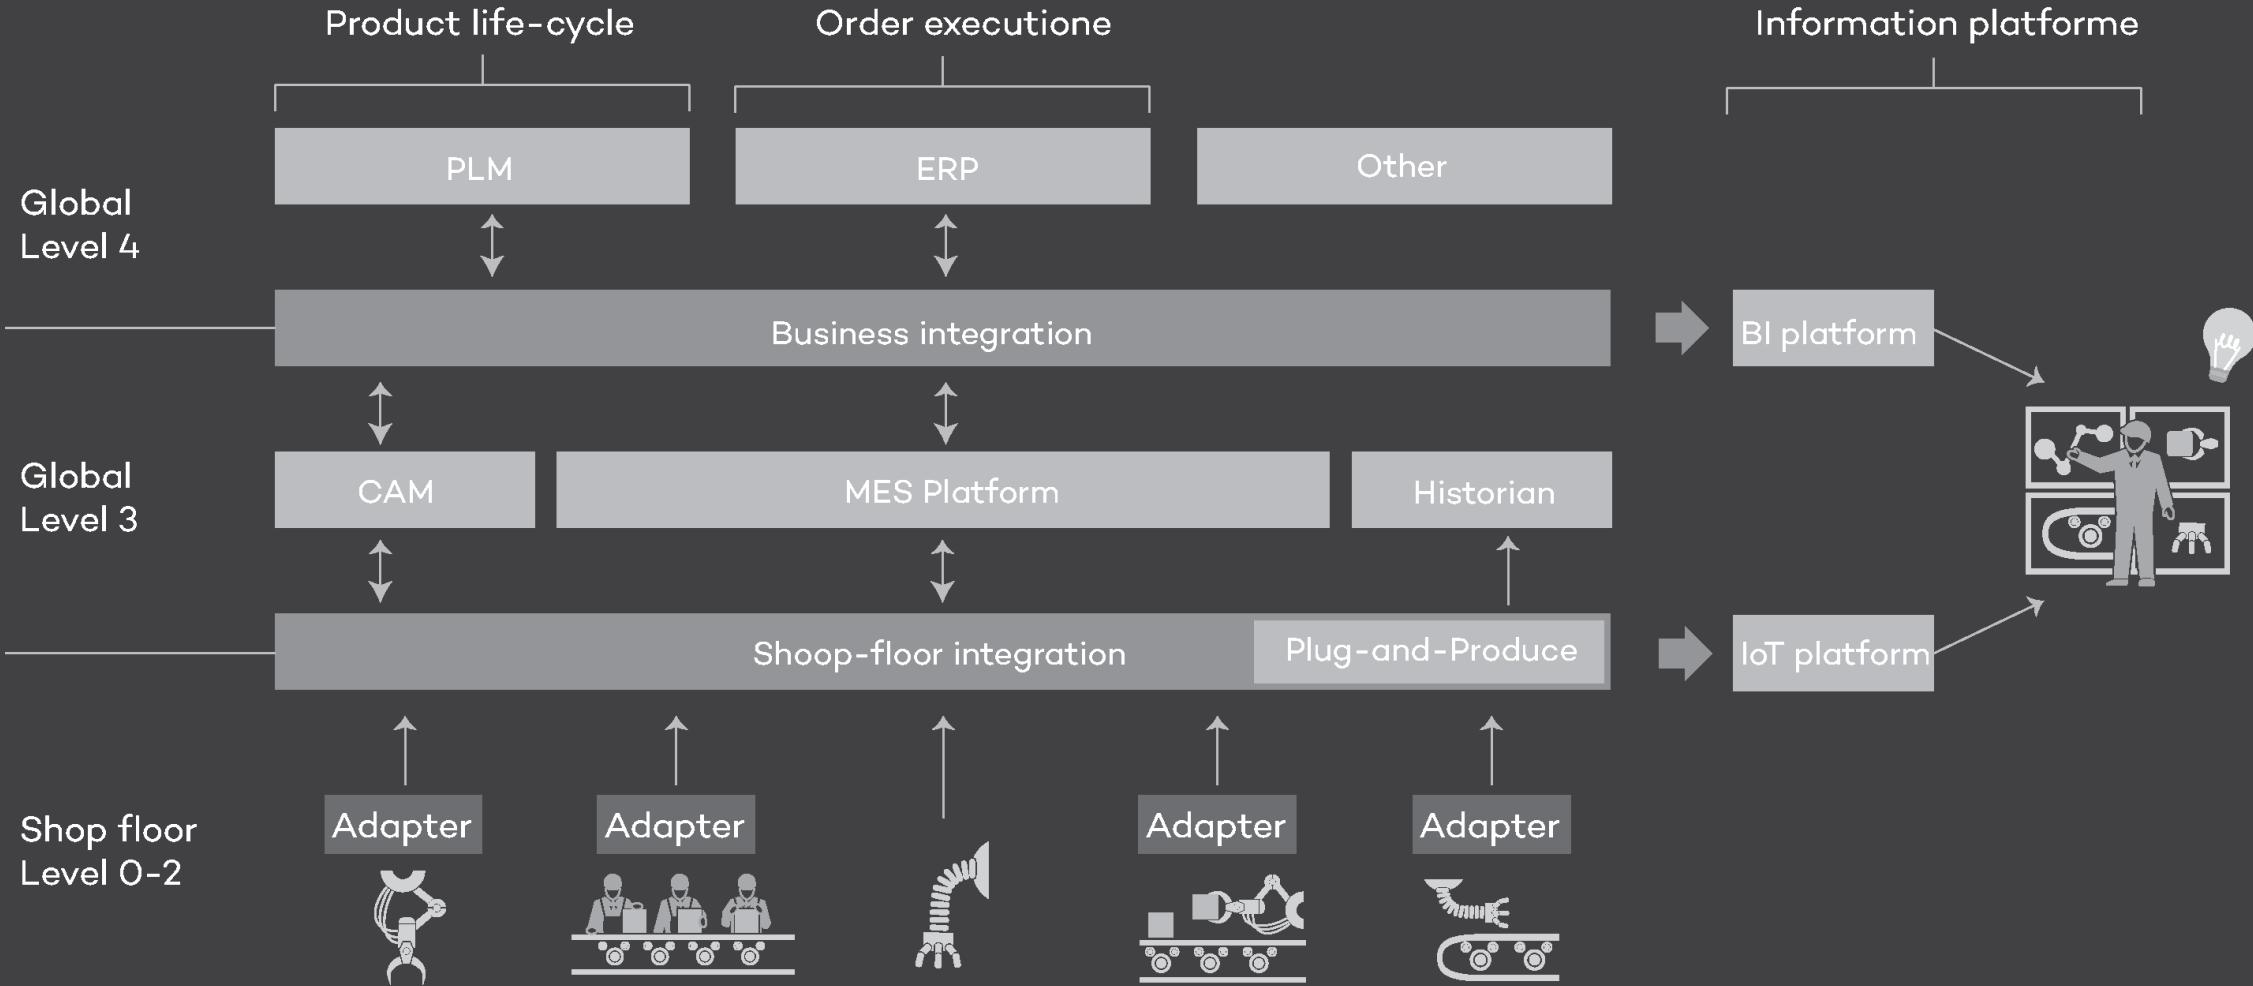 Product life-cycle
Order executione
Information platforme
PLM
ERP
Other
Global
Level 4
Business integration
BI platform
Global
Level 3
CAM
MES Platform
Historian
Shoop-floor integration
Plug-and-Produce
IoT platform
Shop floor
Level 0-2
Adapter
Adapter
Adapter
Adapter